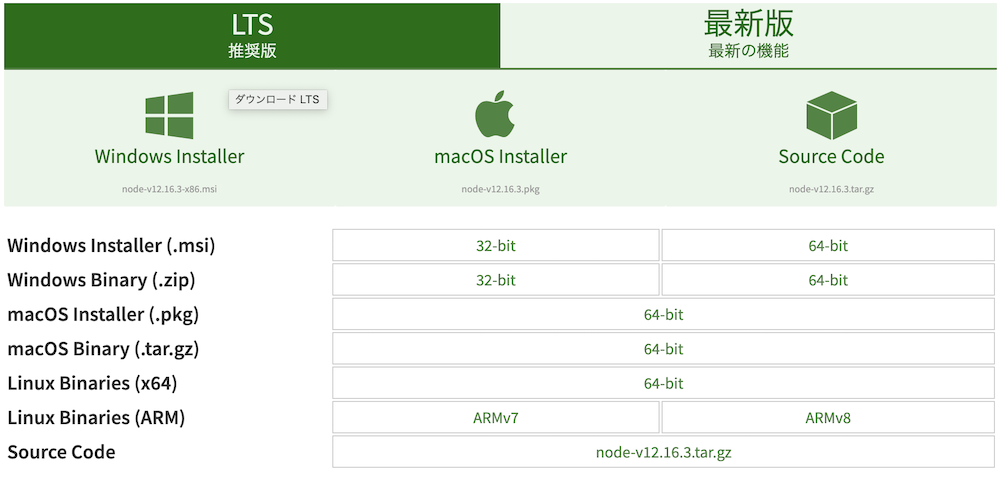 LTS
推奨版
最新版
最新の機能
ダウンロード LTS
Windows Installer
macOS Installer
Source Code
node-v12.16.3-x86.msi
node-v12.16.3.pkg
node-v12.16.3.tar.gz
Windows Installer (.msi) 32-bit 64-bit
Windows Binary (.zip) 32-bit 64-bit
macOS Installer (.pkg) 64-bit
macOS Binary (.tar.gz) 64-bit
Linux Binaries (x64) 64-bit
Linux Binaries (ARM) ARMv7 ARMv8
Source Code node-v12.16.3.tar.gz